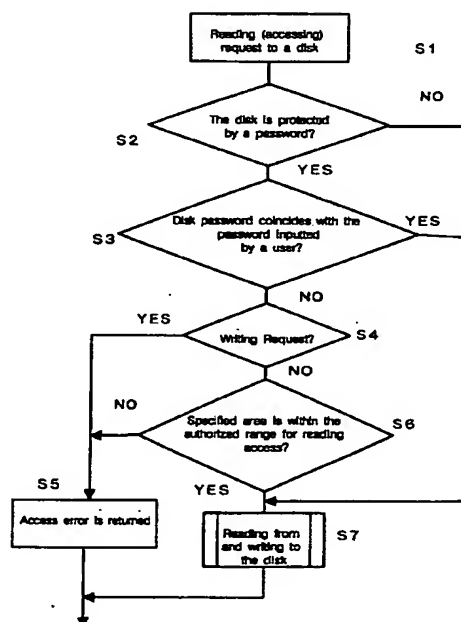 Reading (accessing)
request to a disk
S1
NO
The disk is protected
by a password?
S2
YES
Disk password coincides with the
password inputted
by a user?
YES
S3
NO
YES
Writing Request?
S4
NO
NO
Specified area is within the
authorized range for reading
access?
S6
S5
YES
Access error is returned
Reading from
and writing to
the disk
S7